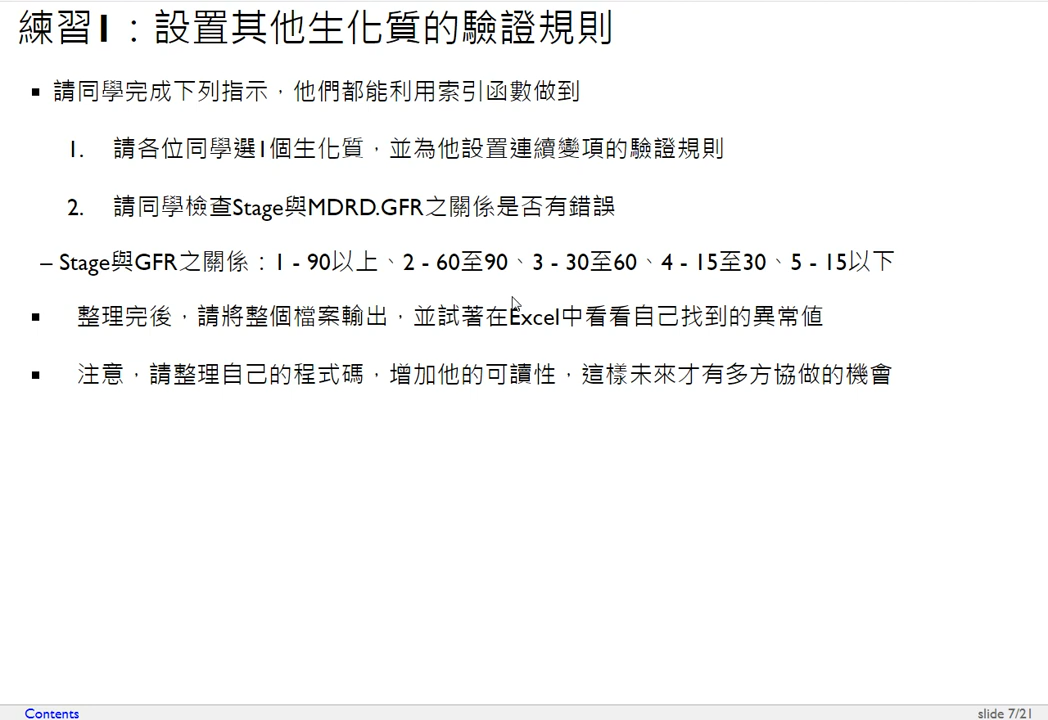 練習1：設置其他生化質的驗證規則
▪ 請同學完成下列指示，他們都能利用索引函數做到
1. 請各位同學選1個生化質，並為他設置連續變項的驗證規則
2. 請同學檢查Stage與MDRD.GFR之關係是否有錯誤
– Stage與GFR之關係：1 - 90以上、2 - 60至90、3 - 30至60、4 - 15至30、5 - 15以下
▪ 整理完後，請將整個檔案輸出，並試著在Excel中看看自己找到的異常值
▪ 注意，請整理自己的程式碼，增加他的可讀性，這樣未來才有多方協做的機會
Contents
slide 7/21